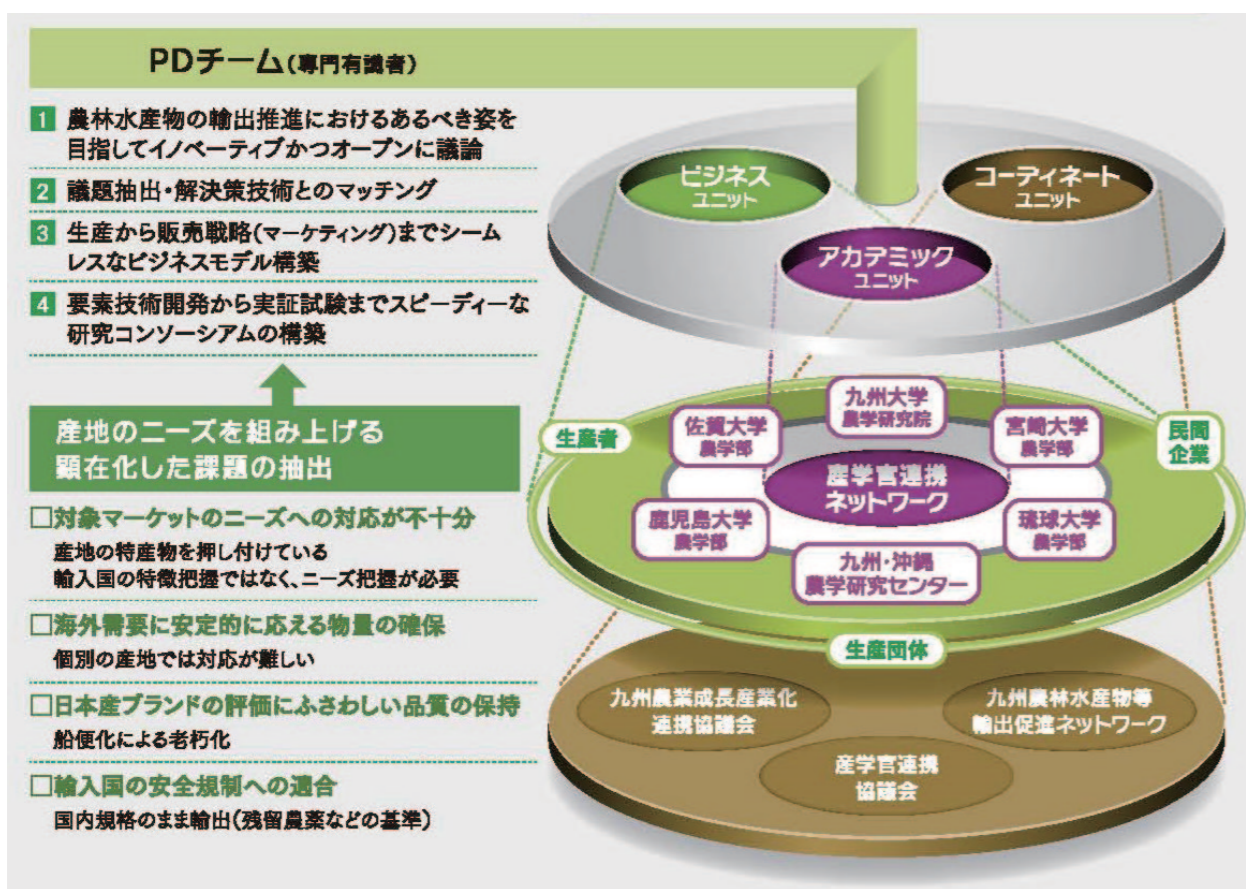 PDチーム(専門有識者)
1 農林水産物の輸出推進におけるあるべき姿を
目指してイノベーティブかつオープンに議論
2 議題抽出・解決策技術とのマッチング
3 生産から販売戦略(マーケティング)までシーム
レスなビジネスモデル構築
4 要素技術開発から実証試験までスピーディーな
研究コンソーシアムの構築
産地のニーズを組み上げる
顕在化した課題の抽出
□対象マーケットのニーズへの対応が不十分
産地の特産物を押し付けている
輸入国の特徴把握ではなく、ニーズ把握が必要
□海外需要に安定的に応える物量の確保
個別の産地では対応が難しい
□日本産ブランドの評価にふさわしい品質の保持
船便化による老朽化
□輸入国の安全規制への適合
国内規格のまま輸出(残留農薬などの基準)
ビジネス
ユニット
コーディネート
ユニット
アカデミック
ユニット
生産者
民間
企業
九州大学
農学研究院
佐賀大学
農学部
宮崎大学
農学部
産学官連携
ネットワーク
鹿児島大学
農学部
琉球大学
農学部
九州・沖縄
農学研究センター
生産団体
九州農業成長産業化
連携協議会
九州農林水産物等
輸出促進ネットワーク
産学官連携
協議会